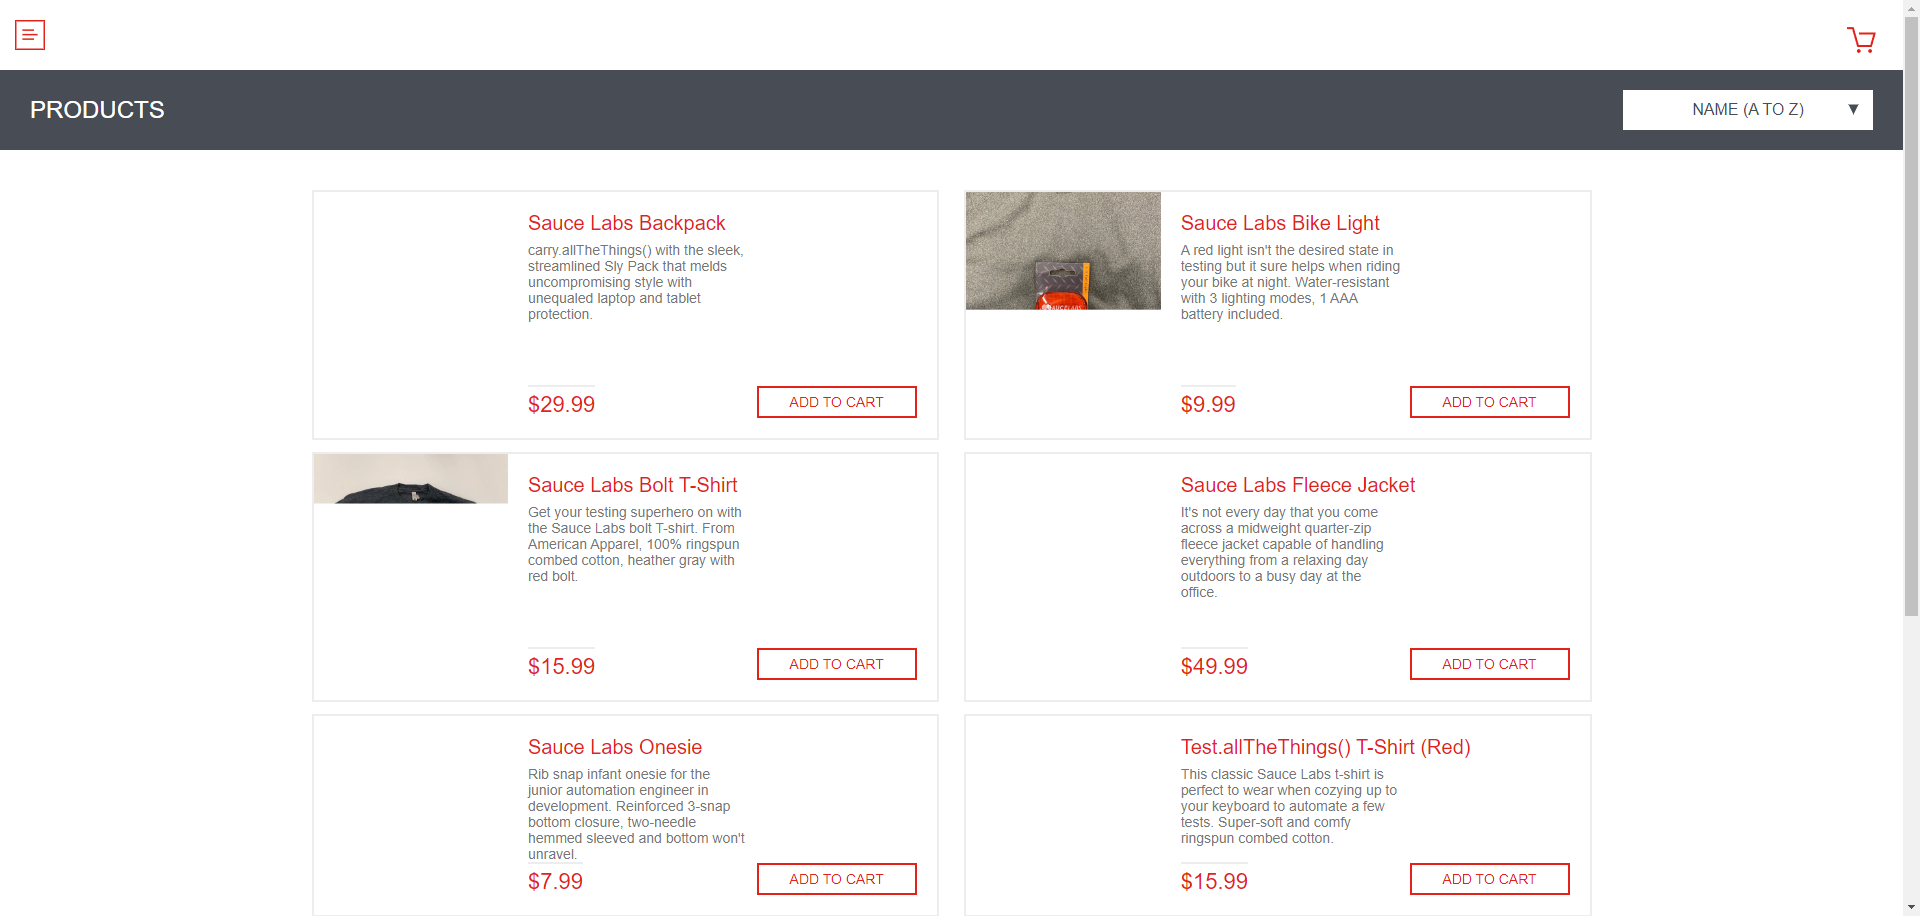 PRODUCTS
NAME (A TO Z) ▼
Sauce Labs Backpack
carry.allTheThings() with the sleek,
streamlined Sly Pack that melds
uncompromising style with
unequaled laptop and tablet
protection.
$29.99
ADD TO CART
Sauce Labs Bike Light
A red light isn't the desired state in
testing but it sure helps when riding
your bike at night. Water-resistant
with 3 lighting modes, 1 AAA
battery included.
$9.99
ADD TO CART
Sauce Labs Bolt T-Shirt
Get your testing superhero on with
the Sauce Labs bolt T-shirt. From
American Apparel, 100% ringspun
combed cotton, heather gray with
red bolt.
$15.99
ADD TO CART
Sauce Labs Fleece Jacket
It's not every day that you come
across a midweight quarter-zip
fleece jacket capable of handling
everything from a relaxing day
outdoors to a busy day at the
office.
$49.99
ADD TO CART
Sauce Labs Onesie
Rib snap infant onesie for the
junior automation engineer in
development. Reinforced 3-snap
bottom closure, two-needle
hemmed sleeved and bottom won't
unravel.
$7.99
ADD TO CART
Test.allTheThings() T-Shirt (Red)
This classic Sauce Labs t-shirt is
perfect to wear when cozying up to
your keyboard to automate a few
tests. Super-soft and comfy
ringspun combed cotton.
$15.99
ADD TO CART